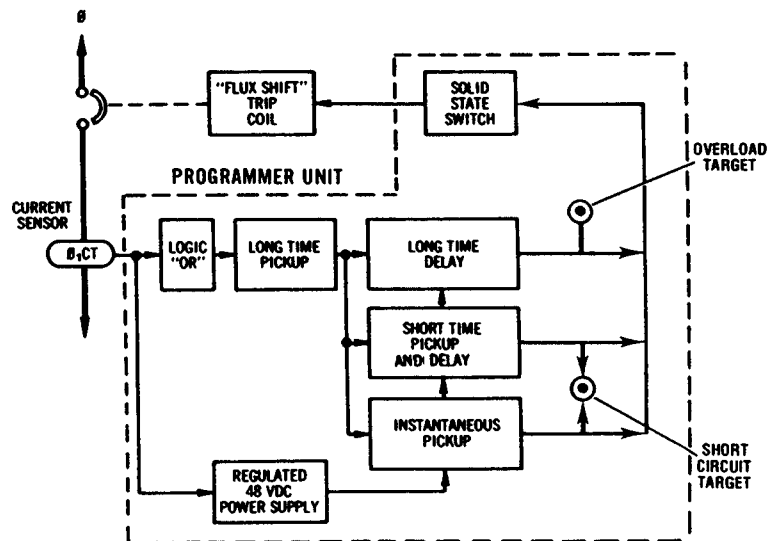 Ø
"FLUX SHIFT"
TRIP
COIL
SOLID
STATE
SWITCH
OVERLOAD
TARGET
PROGRAMMER UNIT
CURRENT
SENSOR
Ø₁CT
LOGIC
"OR"
LONG TIME
PICKUP
LONG TIME
DELAY
SHORT TIME
PICKUP
AND DELAY
INSTANTANEOUS
PICKUP
REGULATED
48 VDC
POWER SUPPLY
SHORT
CIRCUIT
TARGET